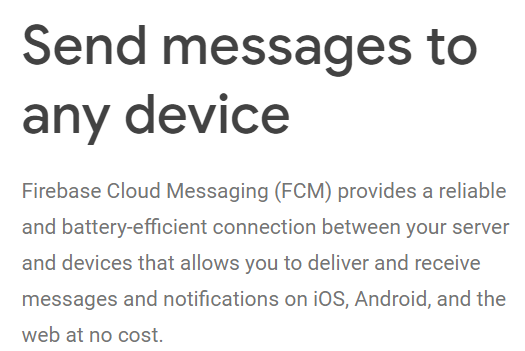 Send messages to
any device
Firebase Cloud Messaging (FCM) provides a reliable
and battery-efficient connection between your server
and devices that allows you to deliver and receive
messages and notifications on iOS, Android, and the
web at no cost.